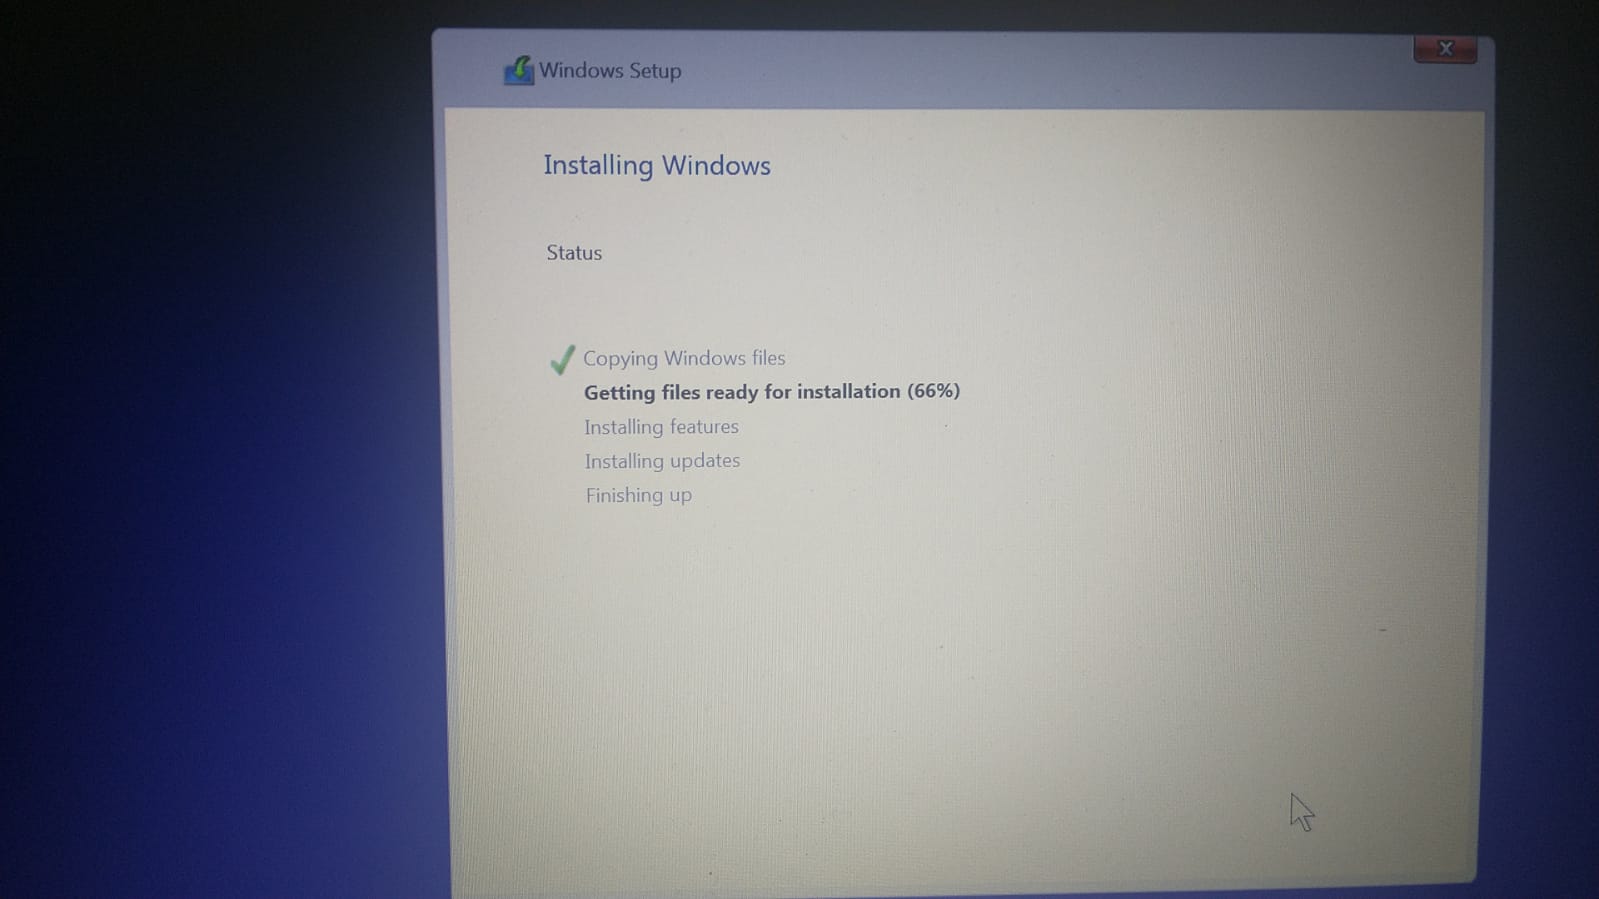 Windows Setup
Installing Windows
Status
Copying Windows files
Getting files ready for installation (66%)
Installing features
Installing updates
Finishing up